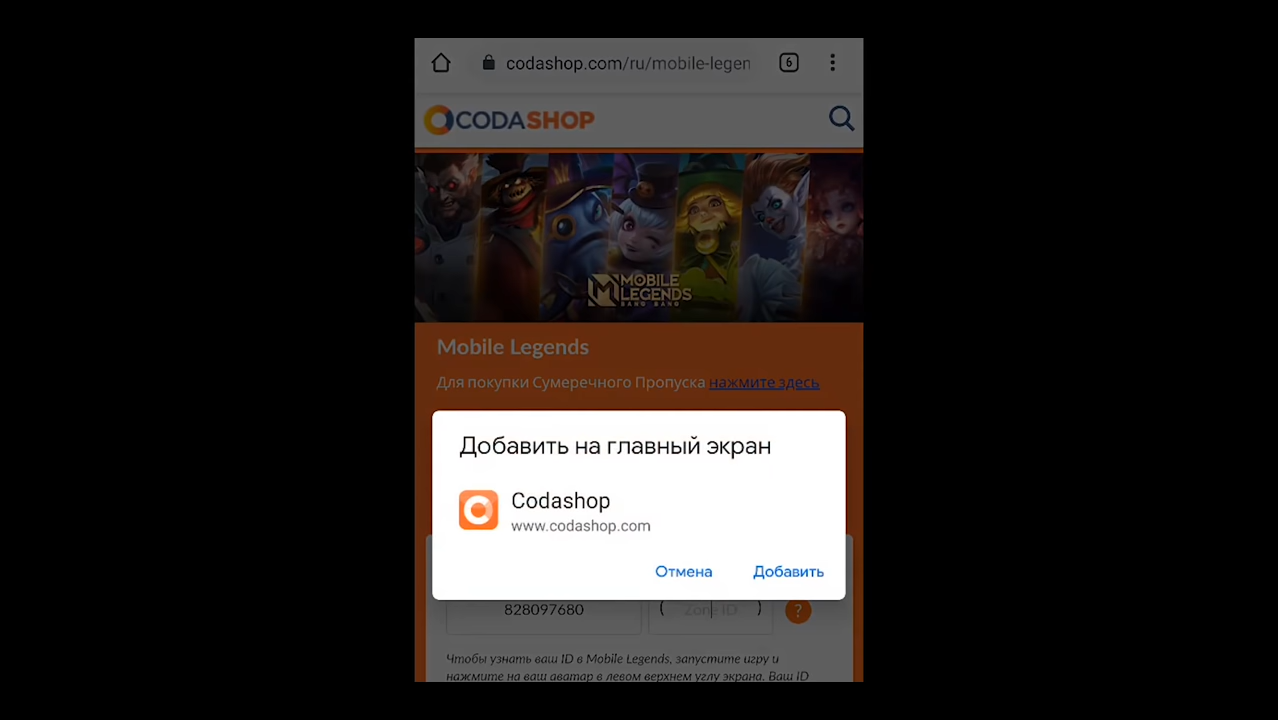 codashop.com/ru/mobile-legen
6
CODASHOP
MOBILE
LEGENDS
BANG BANG
Mobile Legends
Для покупки Сумеречного Пропуска нажмите здесь
Добавить на главный экран
Codashop
www.codashop.com
Отмена Добавить
828097680 ( Zone ID ) ?
Чтобы узнать ваш ID в Mobile Legends, запустите игру и
нажмите на ваш аватар в левом верхнем углу экрана. Ваш ID